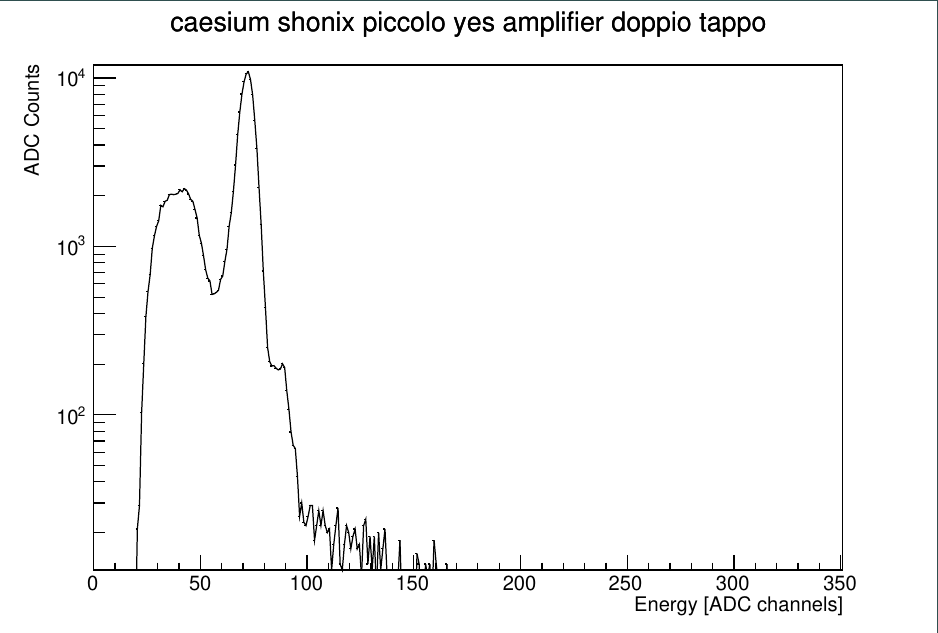 caesium shonix piccolo yes amplifier doppio tappo
ADC Counts
10⁴
10³
10²
0 50 100 150 200 250 300 350
Energy [ADC channels]